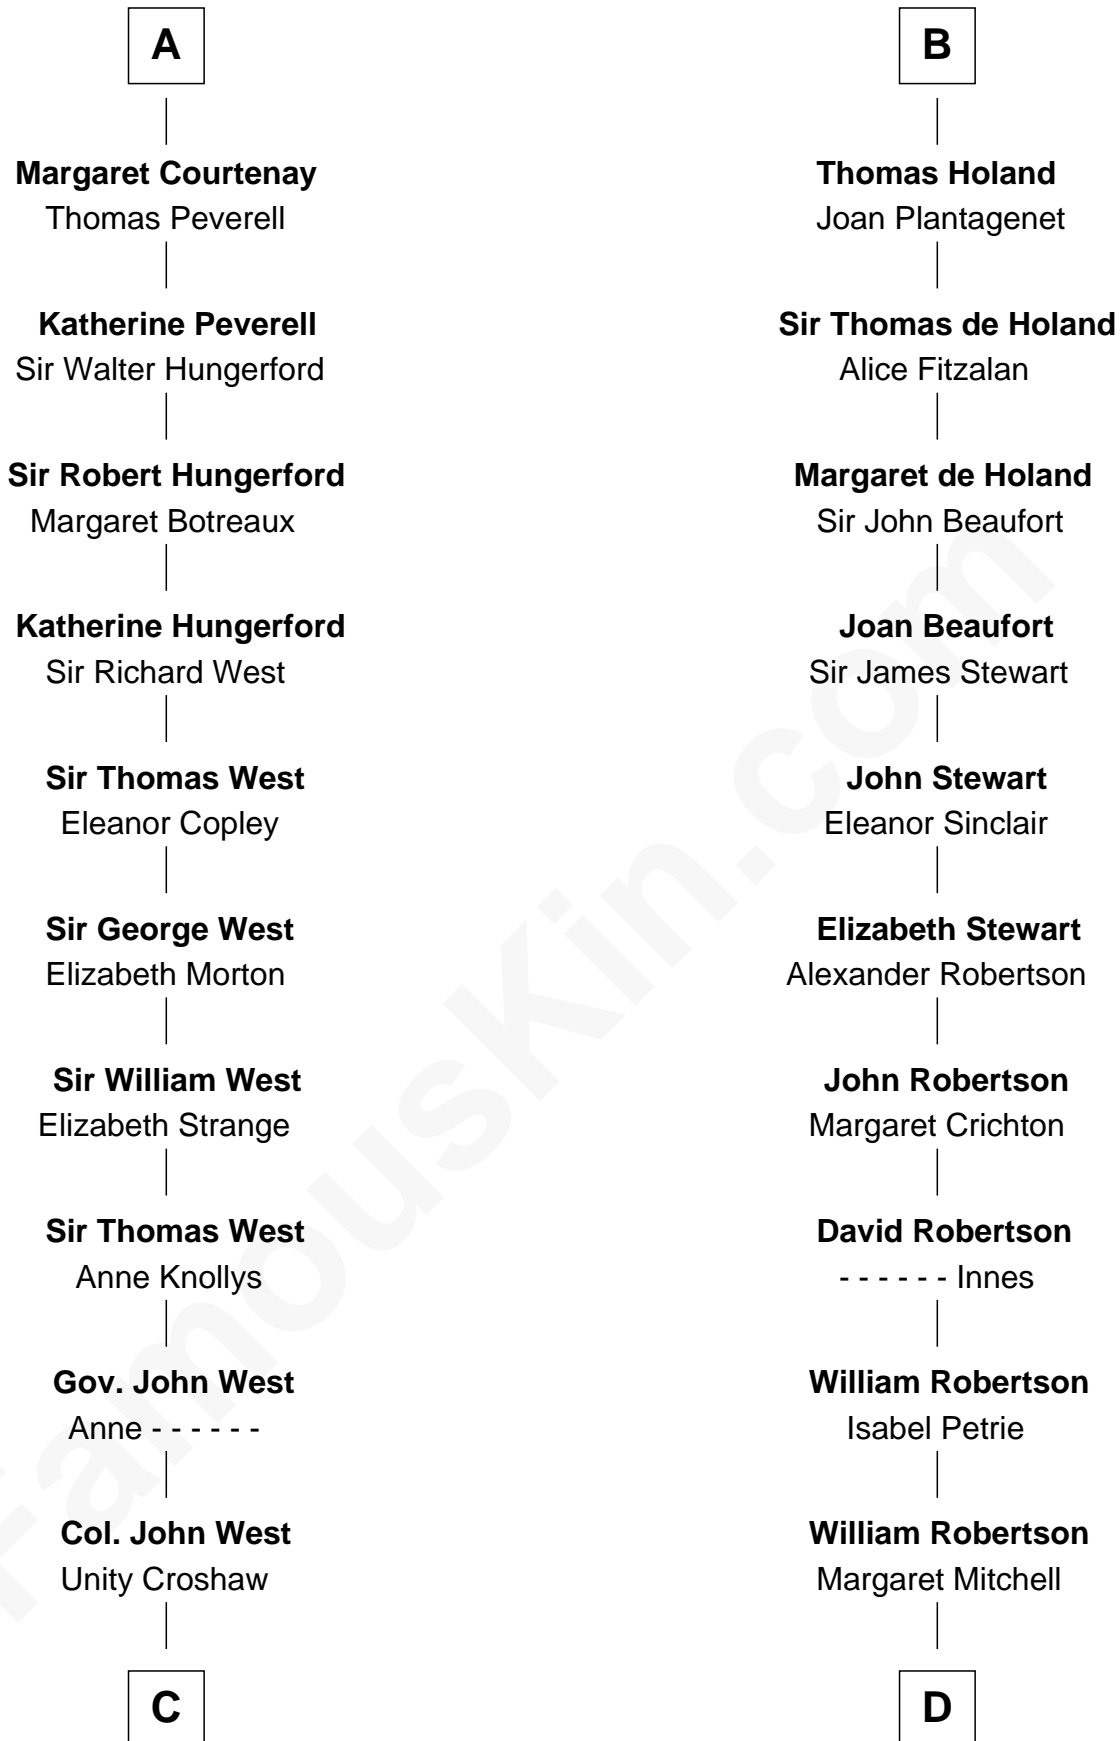 A
Margaret Courtenay
Thomas Peverell
Katherine Peverell
Sir Walter Hungerford
Sir Robert Hungerford
Margaret Botreaux
Katherine Hungerford
Sir Richard West
Sir Thomas West
Eleanor Copley
Sir George West
Elizabeth Morton
Sir William West
Elizabeth Strange
Sir Thomas West
Anne Knollys
Gov. John West
Anne - - - - - -
Col. John West
Unity Croshaw
C
B
Thomas Holand
Joan Plantagenet
Sir Thomas de Holand
Alice Fitzalan
Margaret de Holand
Sir John Beaufort
Joan Beaufort
Sir James Stewart
John Stewart
Eleanor Sinclair
Elizabeth Stewart
Alexander Robertson
John Robertson
Margaret Crichton
David Robertson
- - - - - - Innes
William Robertson
Isabel Petrie
William Robertson
Margaret Mitchell
D
FamousKin.com